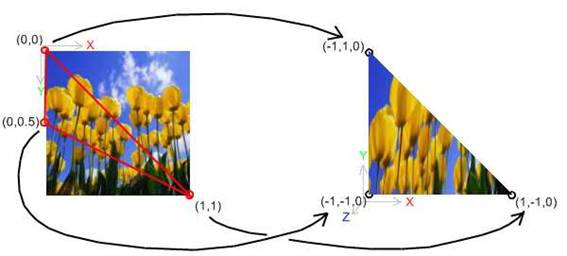 (0,0)
X
Y
(0,0.5)
(1,1)
(-1,1,0)
Y
(-1,-1,0)
X
Z
(1,-1,0)